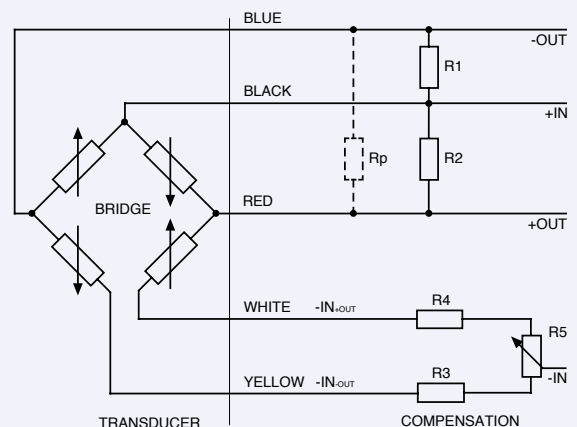 BLUE
-OUT
R1
BLACK
+IN
Rp
R2
BRIDGE
RED
+OUT
WHITE -IN+OUT
R4
R5
-IN
YELLOW -IN-OUT
R3
TRANSDUCER
COMPENSATION